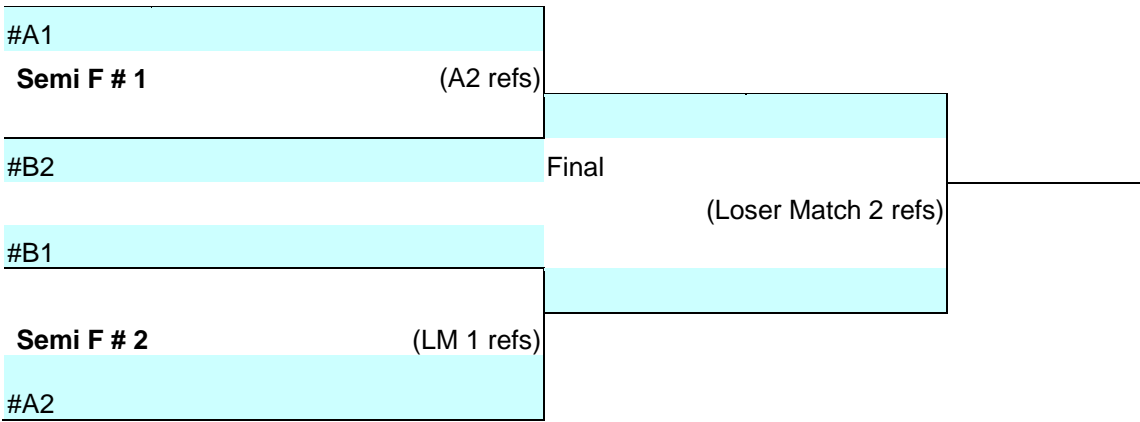 #A1
Semi F # 1 (A2 refs)
#B2
Final
(Loser Match 2 refs)
#B1
Semi F # 2 (LM 1 refs)
#A2